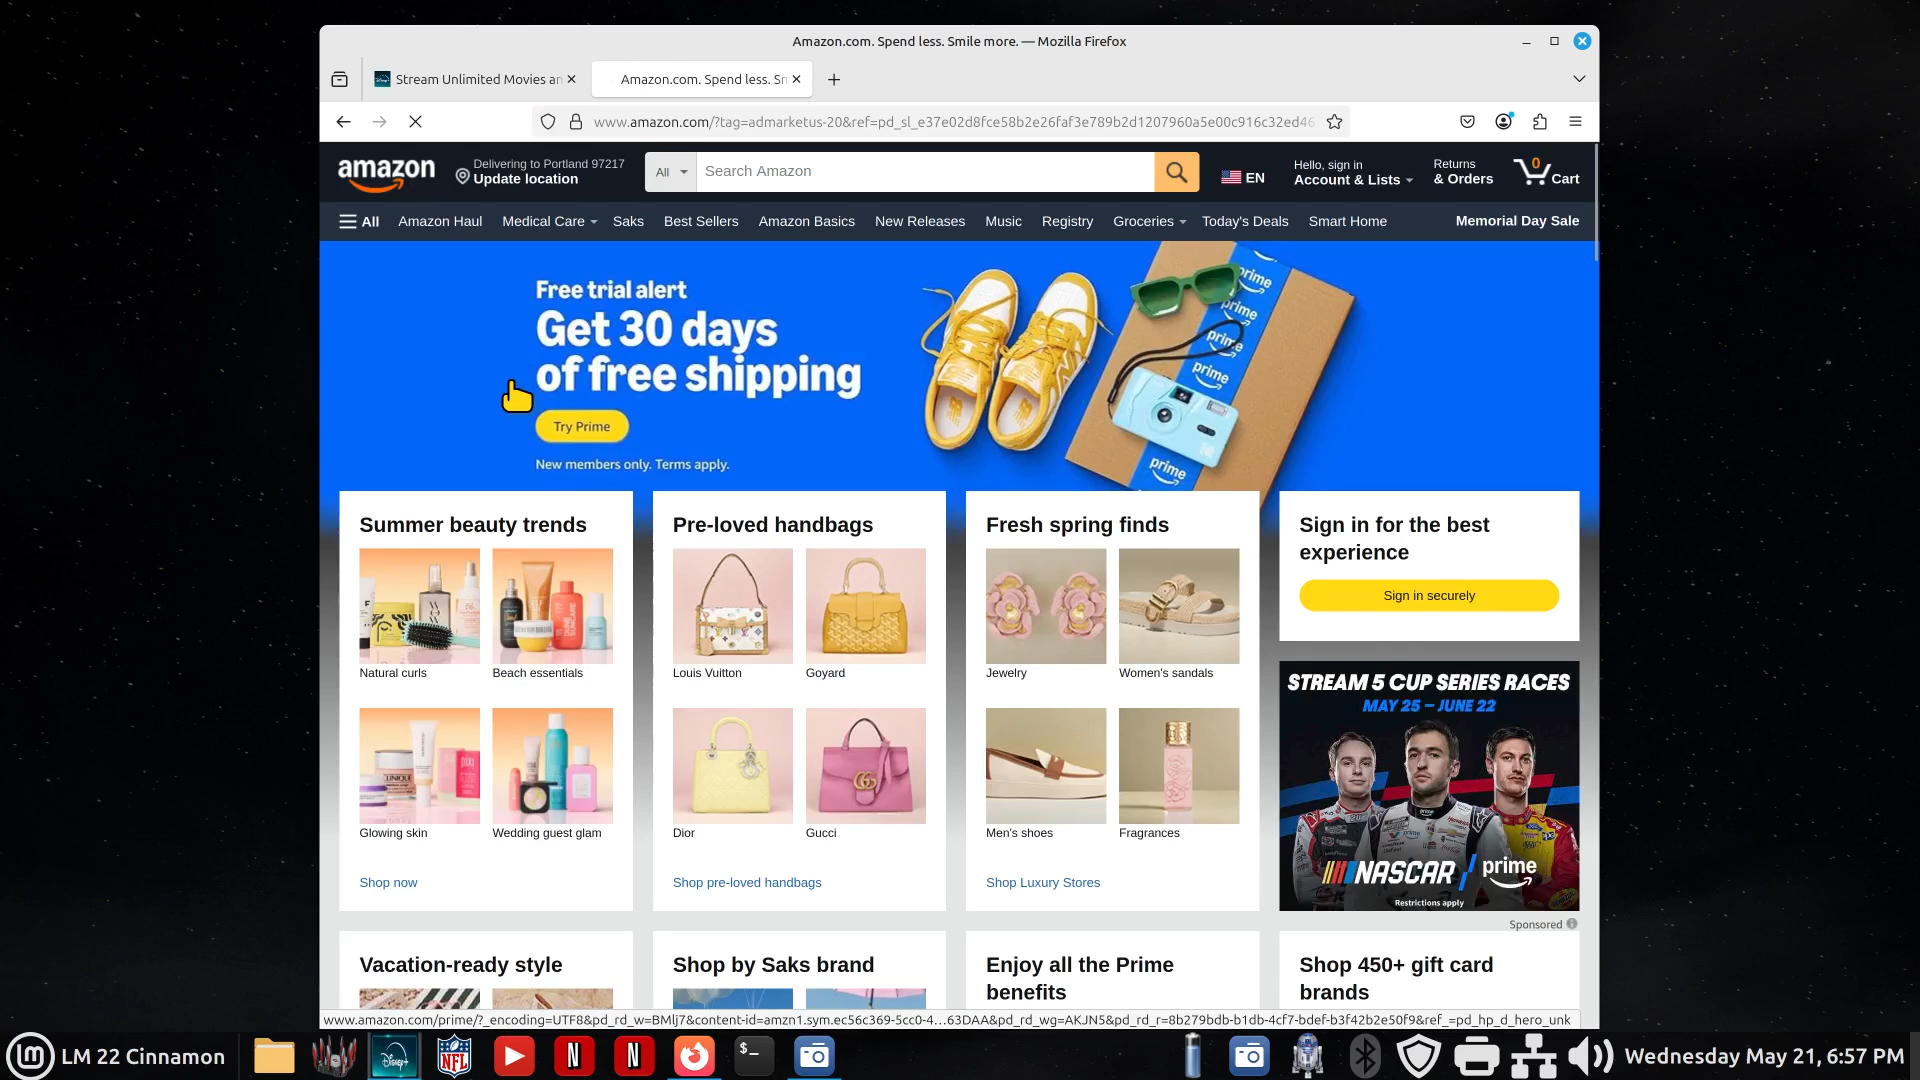 Amazon.com. Spend less. Smile more. — Mozilla Firefox
Stream Unlimited Movies an
Amazon.com. Spend less. Sm
www.amazon.com/?tag=admarketus-20&ref=pd_sl_e37e02d8fce58b2e26faf3e789b2d1207960a5e00c916c32ed46
amazon
Delivering to Portland 97217
Update location
All
Search Amazon
EN
Hello, sign in
Account & Lists
Returns
& Orders
0
Cart
All
Amazon Haul
Medical Care
Saks
Best Sellers
Amazon Basics
New Releases
Music
Registry
Groceries
Today's Deals
Smart Home
Memorial Day Sale
Free trial alert
Get 30 days
of free shipping
Try Prime
New members only. Terms apply.
prime
prime
prime
prime
prime
Summer beauty trends
Natural curls
Beach essentials
Glowing skin
Wedding guest glam
Shop now
Pre-loved handbags
Louis Vuitton
Goyard
Dior
Gucci
Shop pre-loved handbags
Fresh spring finds
Jewelry
Women's sandals
Men's shoes
Fragrances
Shop Luxury Stores
Sign in for the best
experience
Sign in securely
STREAM 5 CUP SERIES RACES
MAY 25 – JUNE 22
NASCAR / prime
Restrictions apply
Sponsored
Vacation-ready style
Shop by Saks brand
Enjoy all the Prime
benefits
Shop 450+ gift card
brands
www.amazon.com/prime/?_encoding=UTF8&pd_rd_w=BMlj7&content-id=amzn1.sym.ec56c369-5cc0-4…63DAA&pd_rd_wg=AKJN5&pd_rd_r=8b279bdb-b1db-4cf7-bdef-b3f42b2e50f9&ref_=pd_hp_d_hero_unk
LM 22 Cinnamon
Disney+
NFL
N
N
$_
Wednesday May 21, 6:57 PM